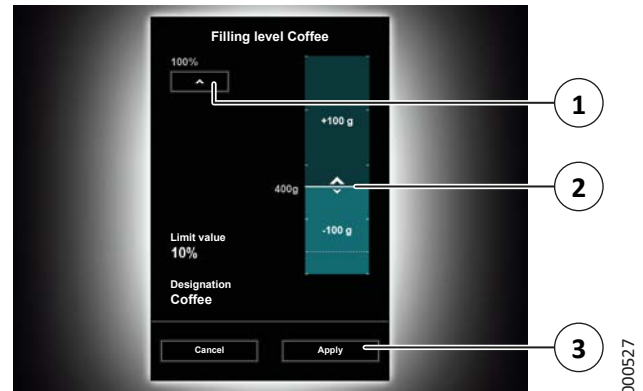 Filling level Coffee
100%
+100 g
400g
-100 g
Limit value
10%
Designation
Coffee
Cancel
Apply
1
2
3
000527